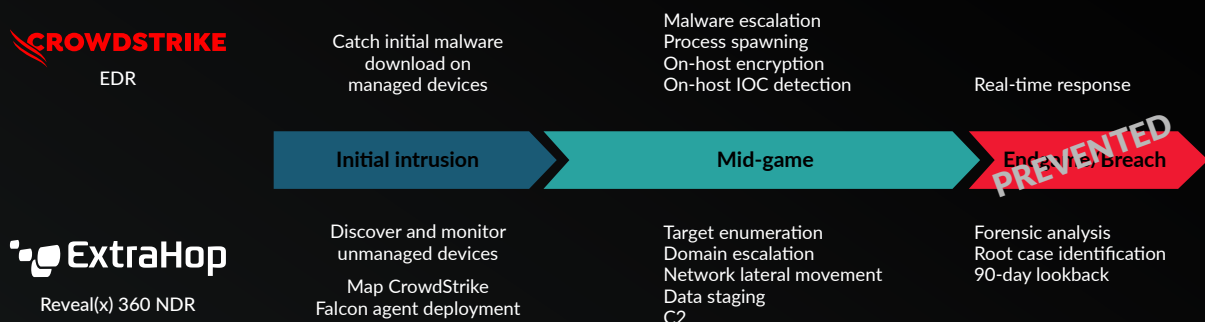 CROWDSTRIKE
EDR
Catch initial malware
download on
managed devices
Malware escalation
Process spawning
On-host encryption
On-host IOC detection
Real-time response
Initial intrusion
Mid-game
Endgame/Breach
PREVENTED
ExtraHop
Reveal(x) 360 NDR
Discover and monitor
unmanaged devices
Map CrowdStrike
Falcon agent deployment
Target enumeration
Domain escalation
Network lateral movement
Data staging
C2
Forensic analysis
Root case identification
90-day lookback